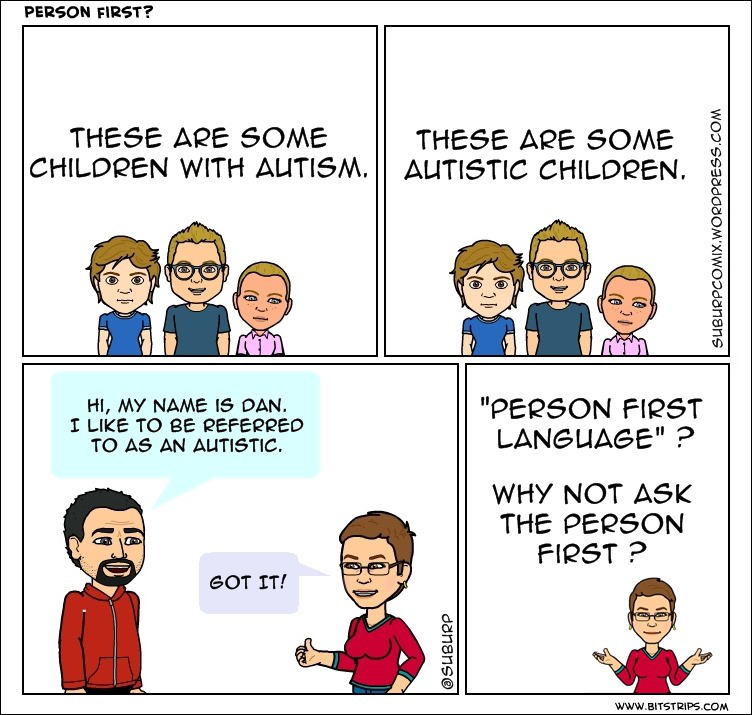 PERSON FIRST?
THESE ARE SOME
CHILDREN WITH AUTISM.
THESE ARE SOME
AUTISTIC CHILDREN.
SUBURPCOMIX.WORDPRESS.COM
HI, MY NAME IS DAN.
I LIKE TO BE REFERRED
TO AS AN AUTISTIC.
GOT IT!
@SUBURP
"PERSON FIRST
LANGUAGE" ?
WHY NOT ASK
THE PERSON
FIRST ?
WWW.BITSTRIPS.COM